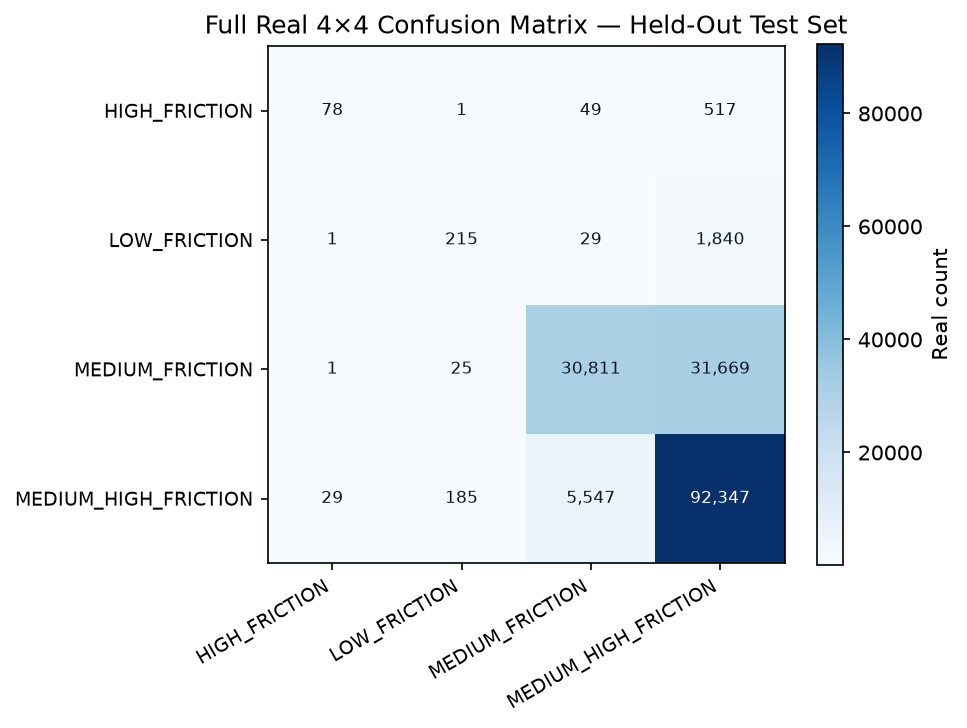 Full Real 4×4 Confusion Matrix — Held-Out Test Set
HIGH_FRICTION 78 1 49 517
LOW_FRICTION 1 215 29 1,840
MEDIUM_FRICTION 1 25 30,811 31,669
MEDIUM_HIGH_FRICTION 29 185 5,547 92,347
HIGH_FRICTION
LOW_FRICTION
MEDIUM_FRICTION
MEDIUM_HIGH_FRICTION
80000
60000
40000
20000
Real count